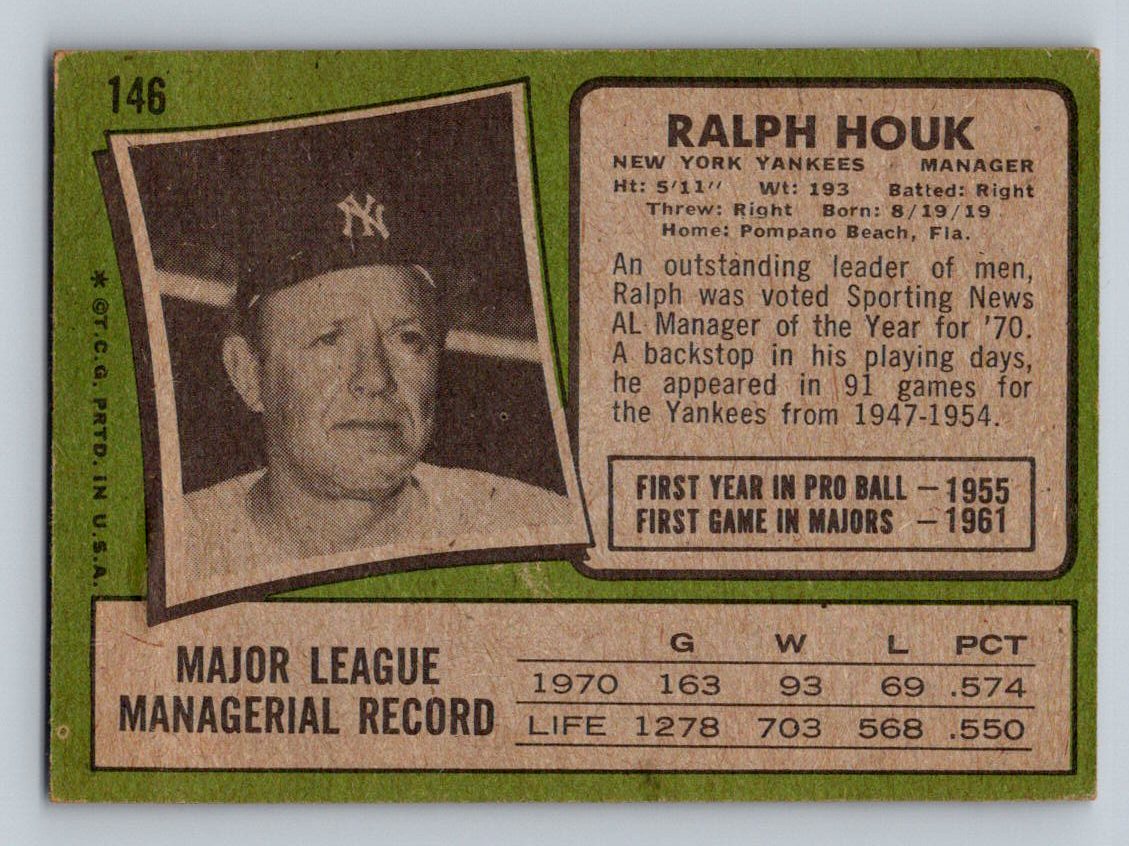 146
NY
* ©T.C.G. PRTD. IN U.S.A.
RALPH HOUK
NEW YORK YANKEES MANAGER
Ht: 5'11" Wt: 193 Batted: Right
Threw: Right Born: 8/19/19
Home: Pompano Beach, Fla.
An outstanding leader of men,
Ralph was voted Sporting News
AL Manager of the Year for '70.
A backstop in his playing days,
he appeared in 91 games for
the Yankees from 1947-1954.
FIRST YEAR IN PRO BALL — 1955
FIRST GAME IN MAJORS — 1961
MAJOR LEAGUE
MANAGERIAL RECORD
G W L PCT
1970 163 93 69 .574
LIFE 1278 703 568 .550